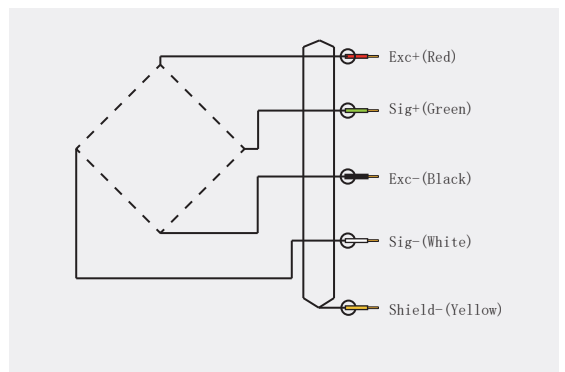 Exc+(Red)
Sig+(Green)
Exc-(Black)
Sig-(White)
Shield-(Yellow)